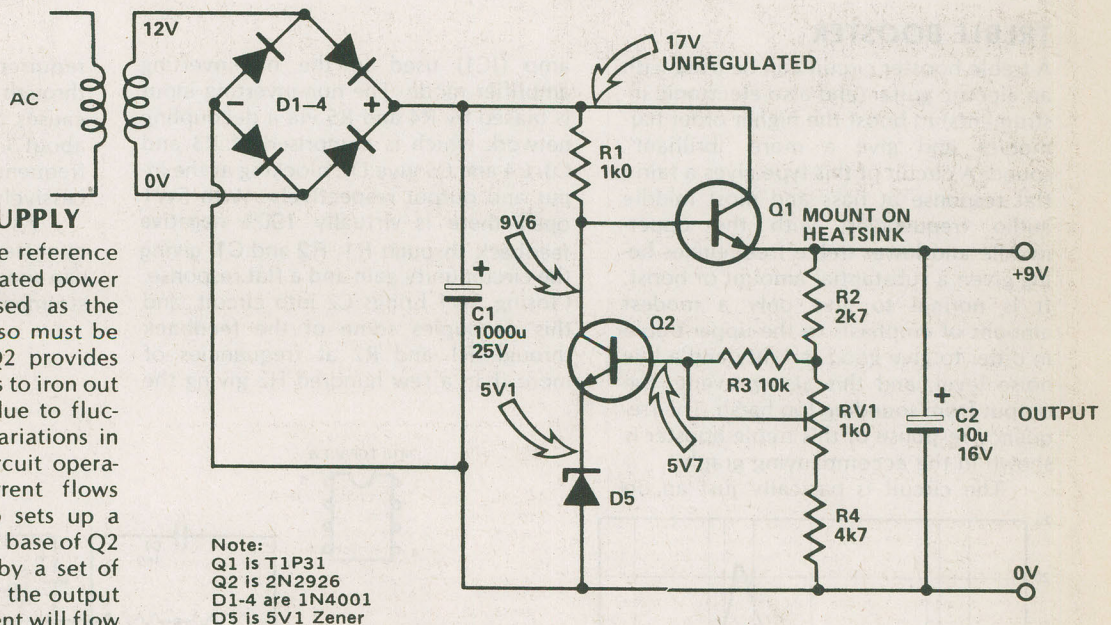 12V
AC
0V
D1–4
−
+
17V
UNREGULATED
R1
1k0
9V6
Q1
MOUNT ON
HEATSINK
+9V
+
C1
1000u
25V
Q2
R2
2k7
R3 10k
5V1
RV1
1k0
+
C2
10u
16V
OUTPUT
5V7
D5
R4
4k7
0V
UPPLY
e reference
ated power
sed as the
so must be
Q2 provides
s to iron out
lue to fluc-
ariations in
rcuit opera-
rrent flows
sets up a
base of Q2
by a set of
the output
ent will flow
Note:
Q1 is T1P31
Q2 is 2N2926
D1-4 are 1N4001
D5 is 5V1 Zener